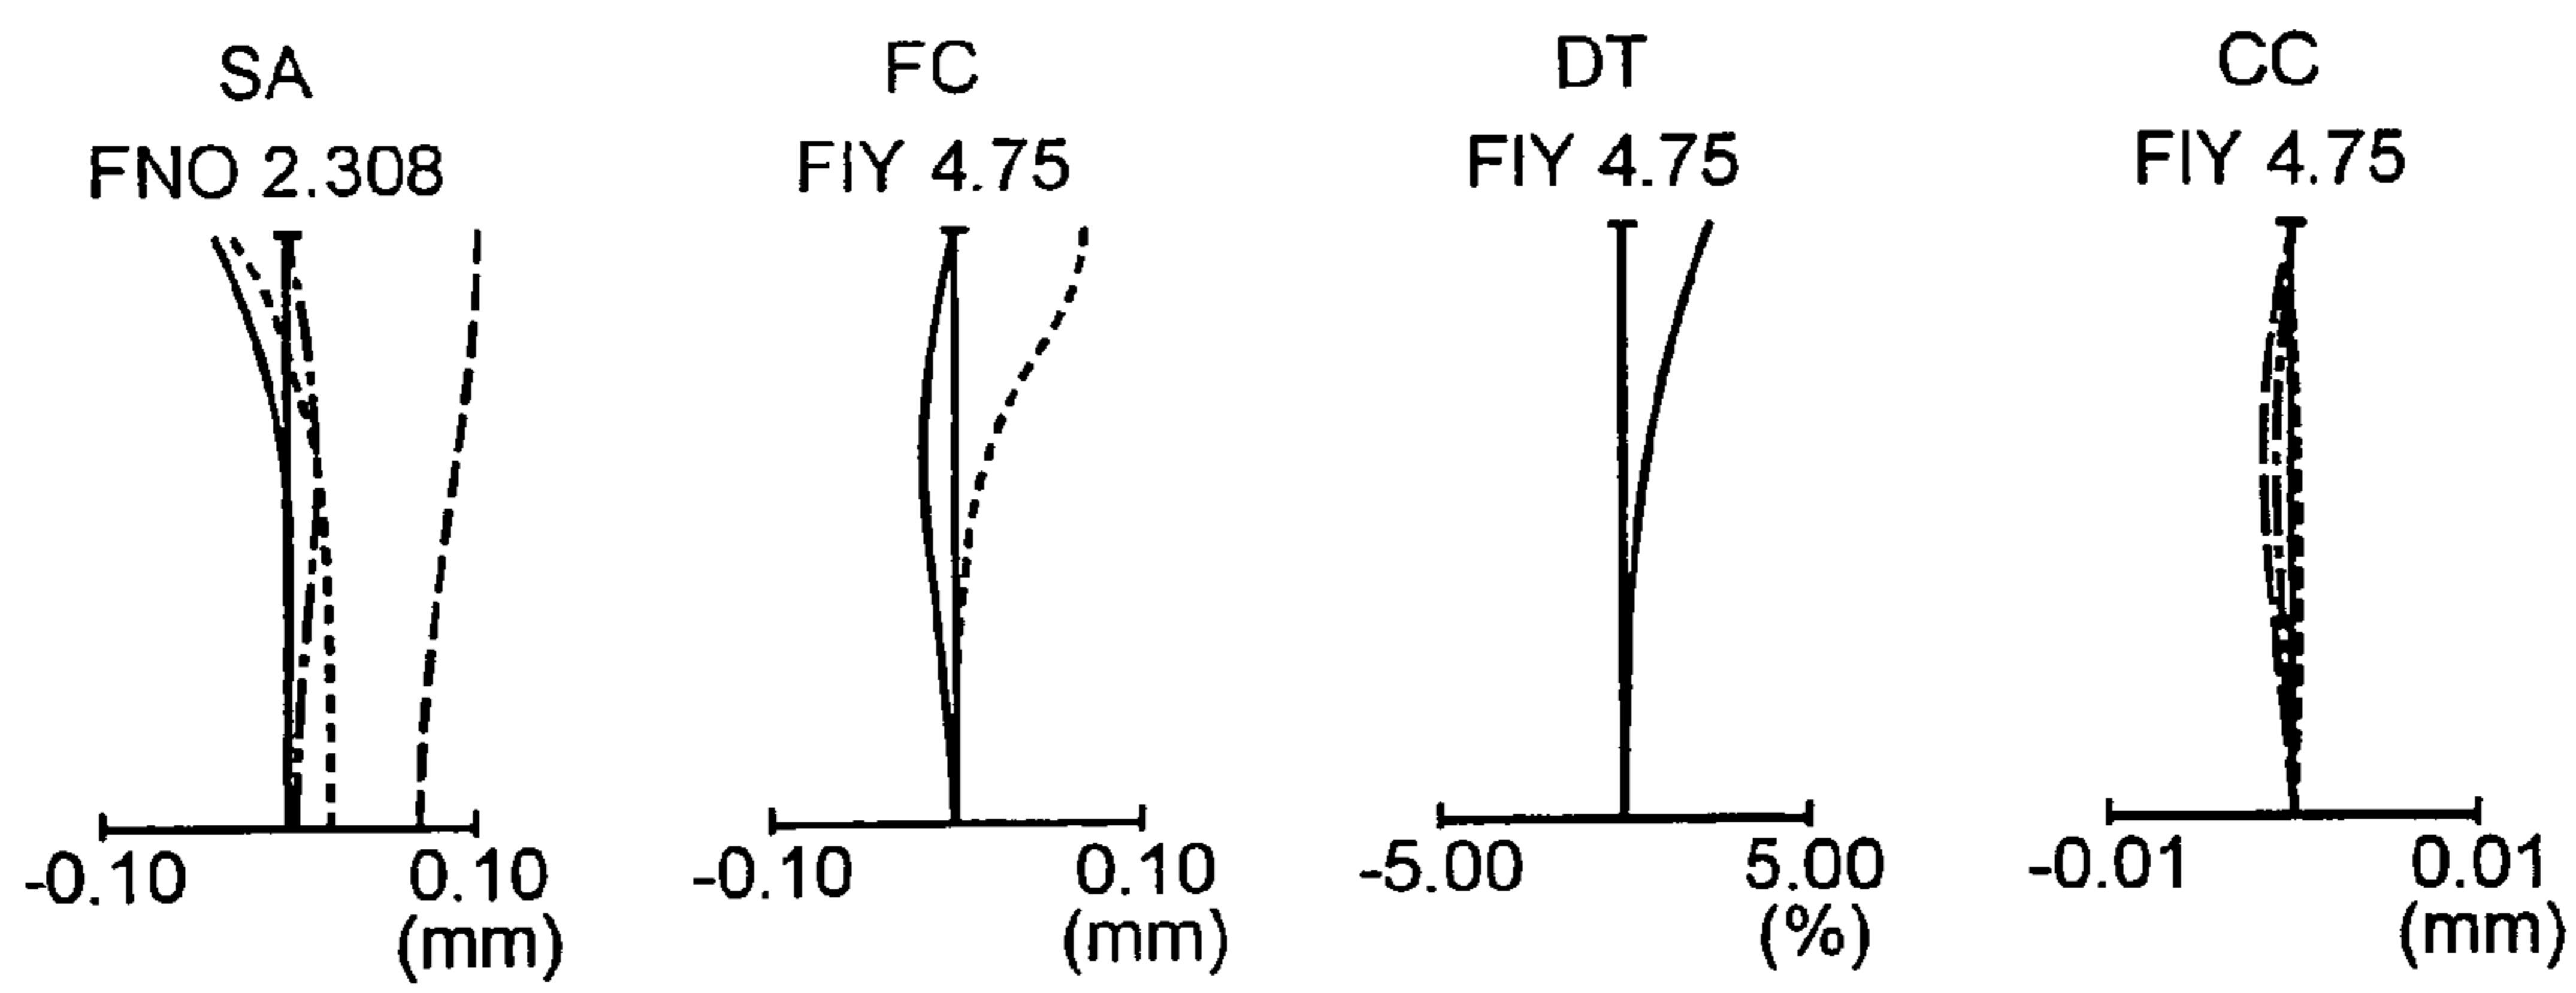 SA
FNO 2.308
-0.10 0.10
(mm)
FC
FIY 4.75
-0.10 0.10
(mm)
DT
FIY 4.75
-5.00 5.00
(%)
CC
FIY 4.75
-0.01 0.01
(mm)